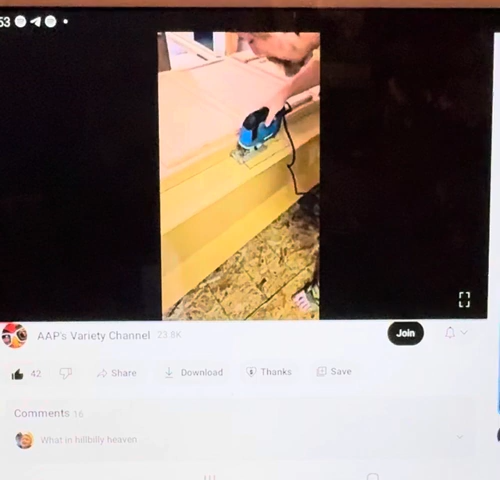 53
AAP's Variety Channel 23.8K
Join
42
Share
Download
Thanks
Save
Comments 16
What in hillbilly heaven